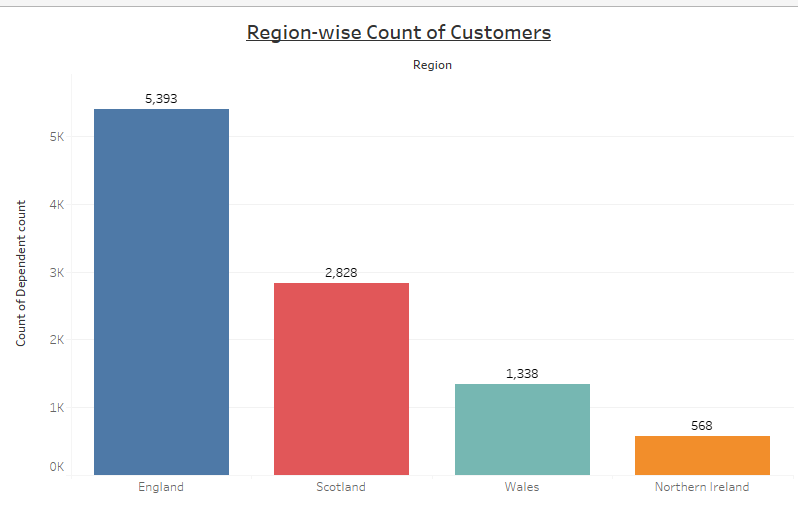 Region-wise Count of Customers
Region
Count of Dependent count
5K
4K
3K
2K
1K
0K
5,393
2,828
1,338
568
England
Scotland
Wales
Northern Ireland